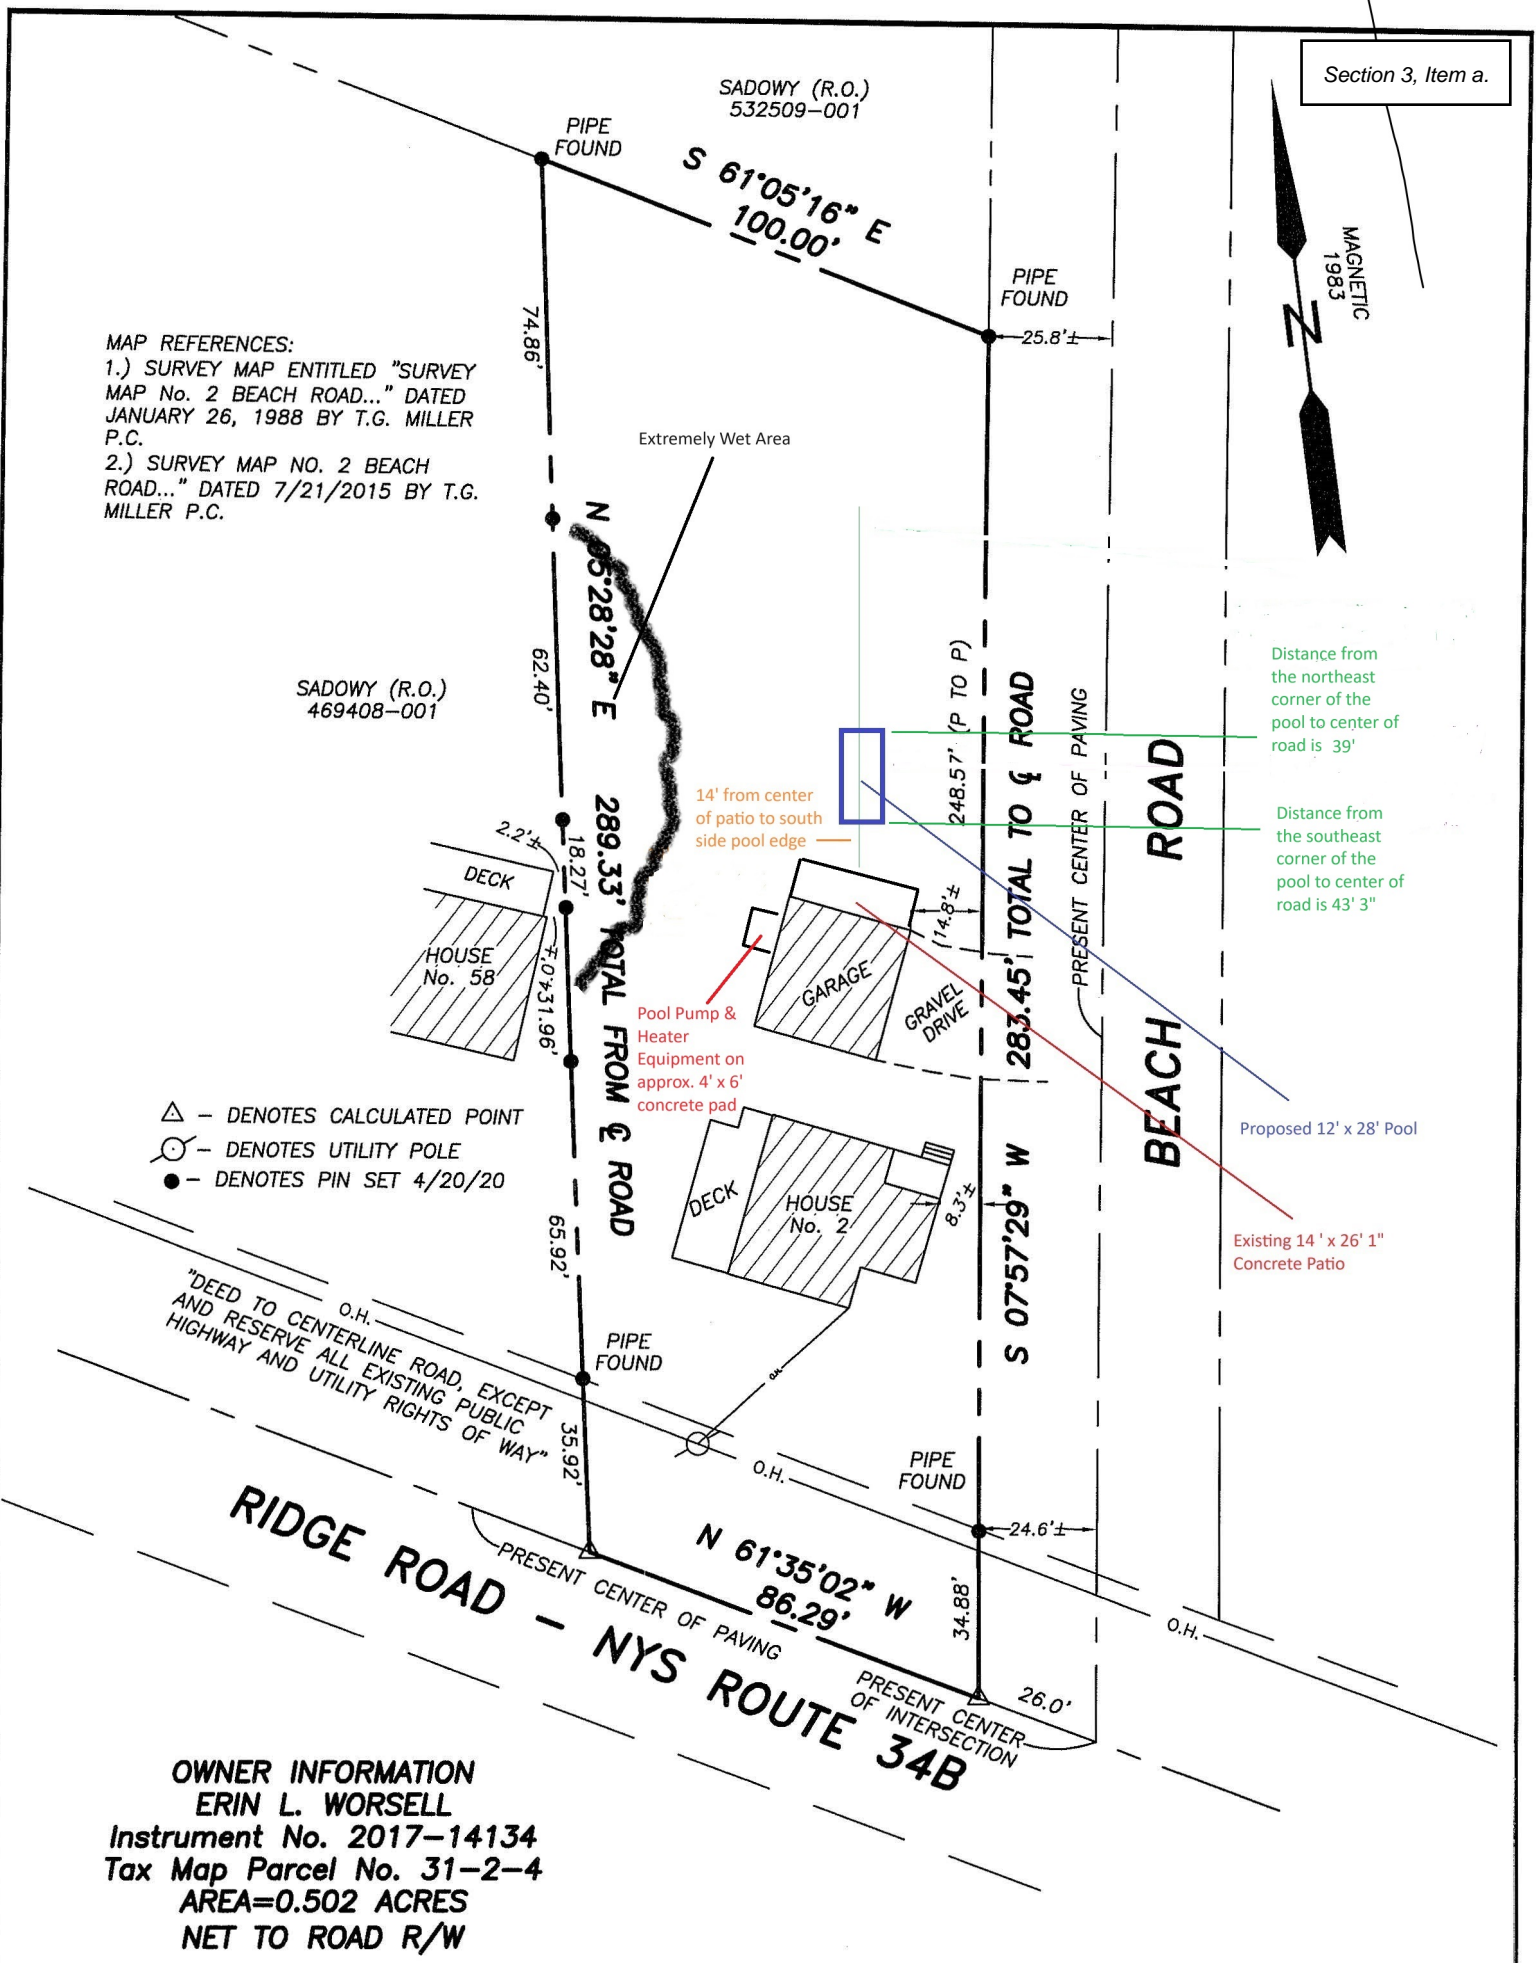 Section 3, Item a.
SADOWY (R.O.)
532509-001
PIPE
FOUND
S 61°05'16" E
100.00'
PIPE
FOUND
25.8'±
MAGNETIC
1983
N
74.86'
MAP REFERENCES:
1.) SURVEY MAP ENTITLED "SURVEY
MAP No. 2 BEACH ROAD..." DATED
JANUARY 26, 1988 BY T.G. MILLER
P.C.
2.) SURVEY MAP NO. 2 BEACH
ROAD..." DATED 7/21/2015 BY T.G.
MILLER P.C.
Extremely Wet Area
N 05°28'28" E 289.33' TOTAL FROM ℄ ROAD
62.40'
SADOWY (R.O.)
469408-001
248.57' (P TO P)
S 07°57'29" W 283.45' TOTAL TO ℄ ROAD
PRESENT CENTER OF PAVING
BEACH ROAD
Distance from
the northeast
corner of the
pool to center of
road is 39'
14' from center
of patio to south
side pool edge
Distance from
the southeast
corner of the
pool to center of
road is 43' 3"
2.2'±
18.27'
DECK
HOUSE
No. 58
4.0'±
31.96'
14.8'±
GARAGE
GRAVEL
DRIVE
Pool Pump &
Heater
Equipment on
approx. 4' x 6'
concrete pad
Proposed 12' x 28' Pool
△ - DENOTES CALCULATED POINT
- DENOTES UTILITY POLE
● - DENOTES PIN SET 4/20/20
DECK
HOUSE
No. 2
8.3'±
Existing 14 ' x 26' 1"
Concrete Patio
65.92'
"DEED TO CENTERLINE ROAD, EXCEPT
AND RESERVE ALL EXISTING PUBLIC
HIGHWAY AND UTILITY RIGHTS OF WAY"
O.H.
PIPE
FOUND
35.92'
O.H.
PIPE
FOUND
24.6'±
34.88'
O.H.
RIDGE ROAD - NYS ROUTE 34B
PRESENT CENTER OF PAVING
N 61°35'02" W
86.29'
PRESENT CENTER
OF INTERSECTION
26.0'
OWNER INFORMATION
ERIN L. WORSELL
Instrument No. 2017-14134
Tax Map Parcel No. 31-2-4
AREA=0.502 ACRES
NET TO ROAD R/W